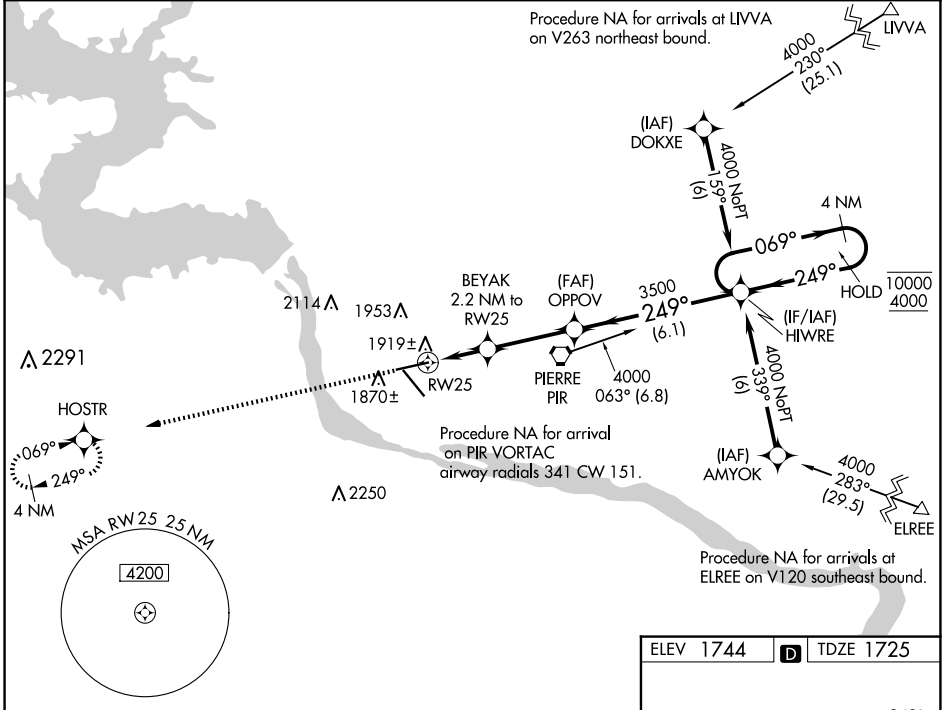 Procedure NA for arrivals at LIVVA
on V263 northeast bound.
LIVVA
4000
230°
(25.1)
(IAF)
DOKXE
4000 NoPT
159°
(6)
4 NM
069°
249°
HOLD
10000
4000
BEYAK
2.2 NM to
RW25
(FAF)
OPPOV
3500
249°
(6.1)
(IF/IAF)
HIWRE
2114
1953
1919±
2291
1870±
RW25
PIERRE
PIR
4000
063° (6.8)
4000 NoPT
339°
(6)
HOSTR
069°
249°
4 NM
Procedure NA for arrival
on PIR VORTAC
airway radials 341 CW 151.
(IAF)
AMYOK
4000
283°
(29.5)
ELREE
2250
MSA RW25 25 NM
4200
Procedure NA for arrivals at
ELREE on V120 southeast bound.
ELEV 1744 D TDZE 1725